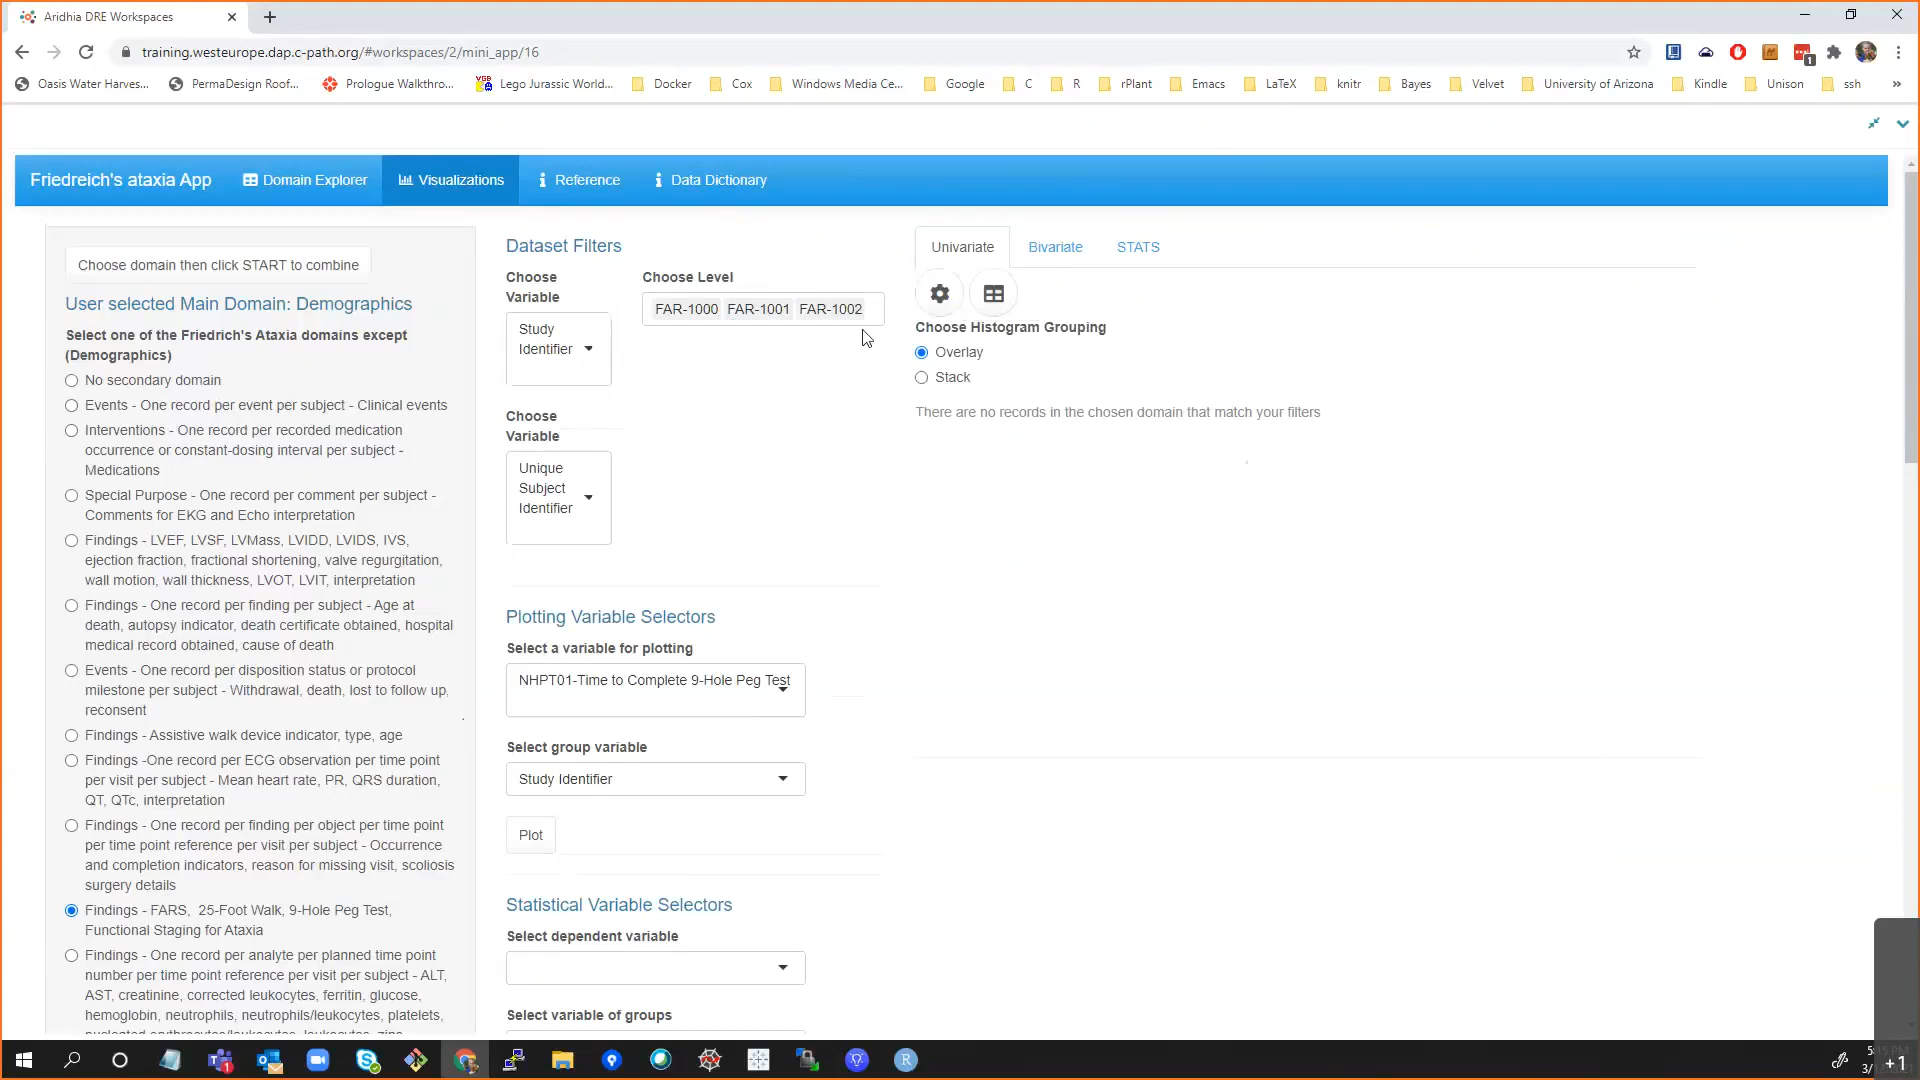 Aridhia DRE Workspaces
training.westeurope.dap.c-path.org/#workspaces/2/mini_app/16
1
Oasis Water Harves... PermaDesign Roof... Prologue Walkthro... VGB Lego Jurassic World... Docker Cox Windows Media Ce... Google C R rPlant Emacs LaTeX knitr Bayes Velvet University of Arizona Kindle Unison ssh »
Friedreich's ataxia App Domain Explorer Visualizations Reference Data Dictionary
Choose domain then click START to combine
User selected Main Domain: Demographics
Select one of the Friedrich's Ataxia domains except
(Demographics)
No secondary domain
Events - One record per event per subject - Clinical events
Interventions - One record per recorded medication
occurrence or constant-dosing interval per subject -
Medications
Special Purpose - One record per comment per subject -
Comments for EKG and Echo interpretation
Findings - LVEF, LVSF, LVMass, LVIDD, LVIDS, IVS,
ejection fraction, fractional shortening, valve regurgitation,
wall motion, wall thickness, LVOT, LVIT, interpretation
Findings - One record per finding per subject - Age at
death, autopsy indicator, death certificate obtained, hospital
medical record obtained, cause of death
Events - One record per disposition status or protocol
milestone per subject - Withdrawal, death, lost to follow up,
reconsent
Findings - Assistive walk device indicator, type, age
Findings -One record per ECG observation per time point
per visit per subject - Mean heart rate, PR, QRS duration,
QT, QTc, interpretation
Findings - One record per finding per object per time point
per time point reference per visit per subject - Occurrence
and completion indicators, reason for missing visit, scoliosis
surgery details
Findings - FARS, 25-Foot Walk, 9-Hole Peg Test,
Functional Staging for Ataxia
Findings - One record per analyte per planned time point
number per time point reference per visit per subject - ALT,
AST, creatinine, corrected leukocytes, ferritin, glucose,
hemoglobin, neutrophils, neutrophils/leukocytes, platelets,
Dataset Filters
Choose
Variable
Choose Level
Study
Identifier
FAR-1000 FAR-1001 FAR-1002
Choose
Variable
Unique
Subject
Identifier
Plotting Variable Selectors
Select a variable for plotting
NHPT01-Time to Complete 9-Hole Peg Test
Select group variable
Study Identifier
Plot
Statistical Variable Selectors
Select dependent variable
Select variable of groups
Univariate Bivariate STATS
Choose Histogram Grouping
Overlay
Stack
There are no records in the chosen domain that match your filters
+1